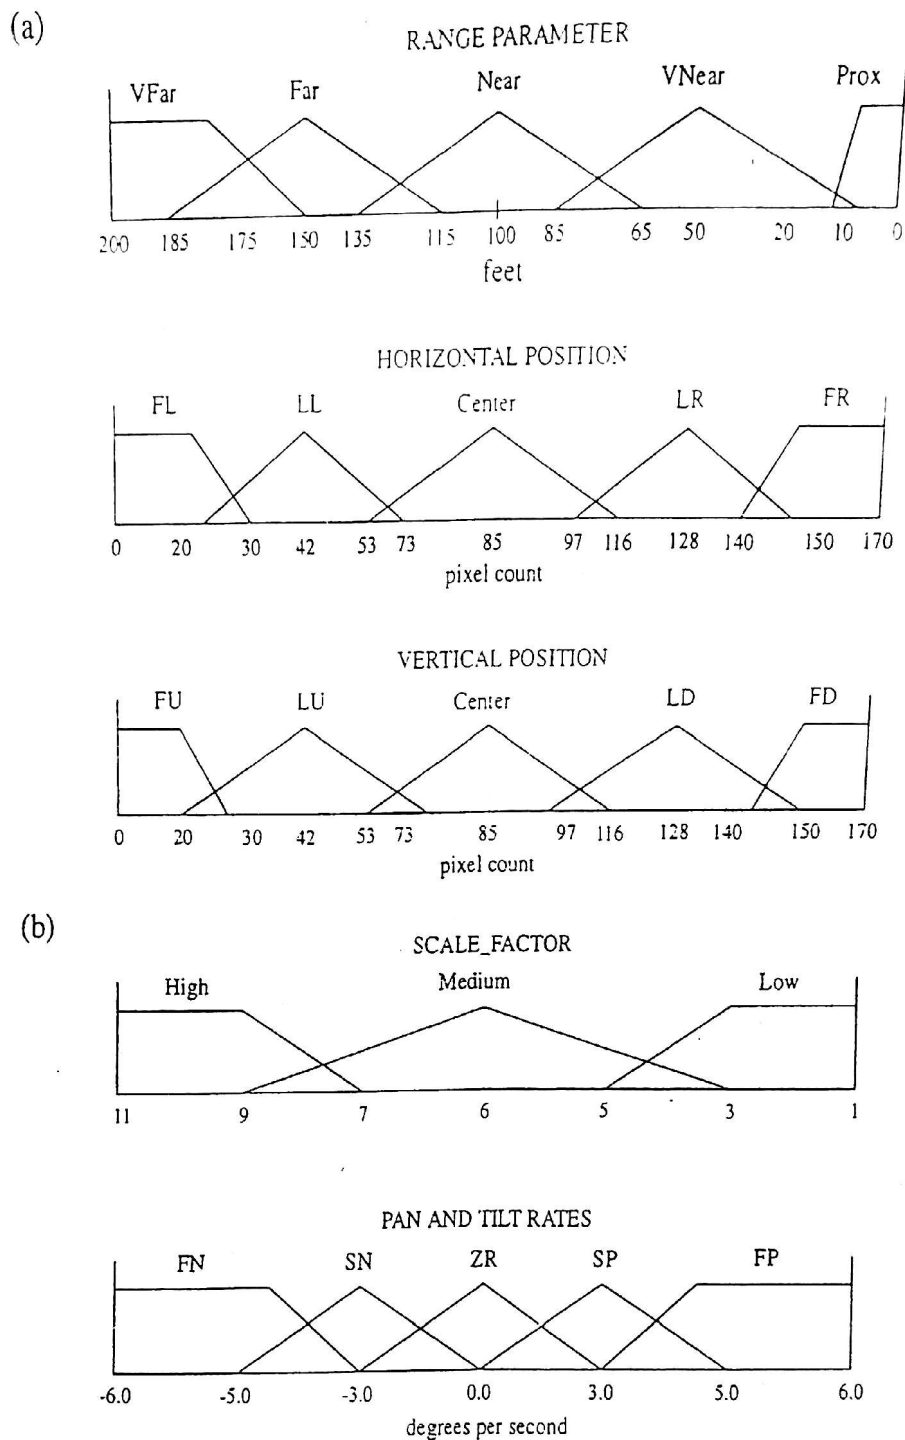 (a)
RANGE PARAMETER
VFar Far Near VNear Prox
200 185 175 150 135 115 100 85 65 50 20 10 0
feet
HORIZONTAL POSITION
FL LL Center LR FR
0 20 30 42 53 73 85 97 116 128 140 150 170
pixel count
VERTICAL POSITION
FU LU Center LD FD
0 20 30 42 53 73 85 97 116 128 140 150 170
pixel count
(b)
SCALE_FACTOR
High Medium Low
11 9 7 6 5 3 1
PAN AND TILT RATES
FN SN ZR SP FP
-6.0 -5.0 -3.0 0.0 3.0 5.0 6.0
degrees per second